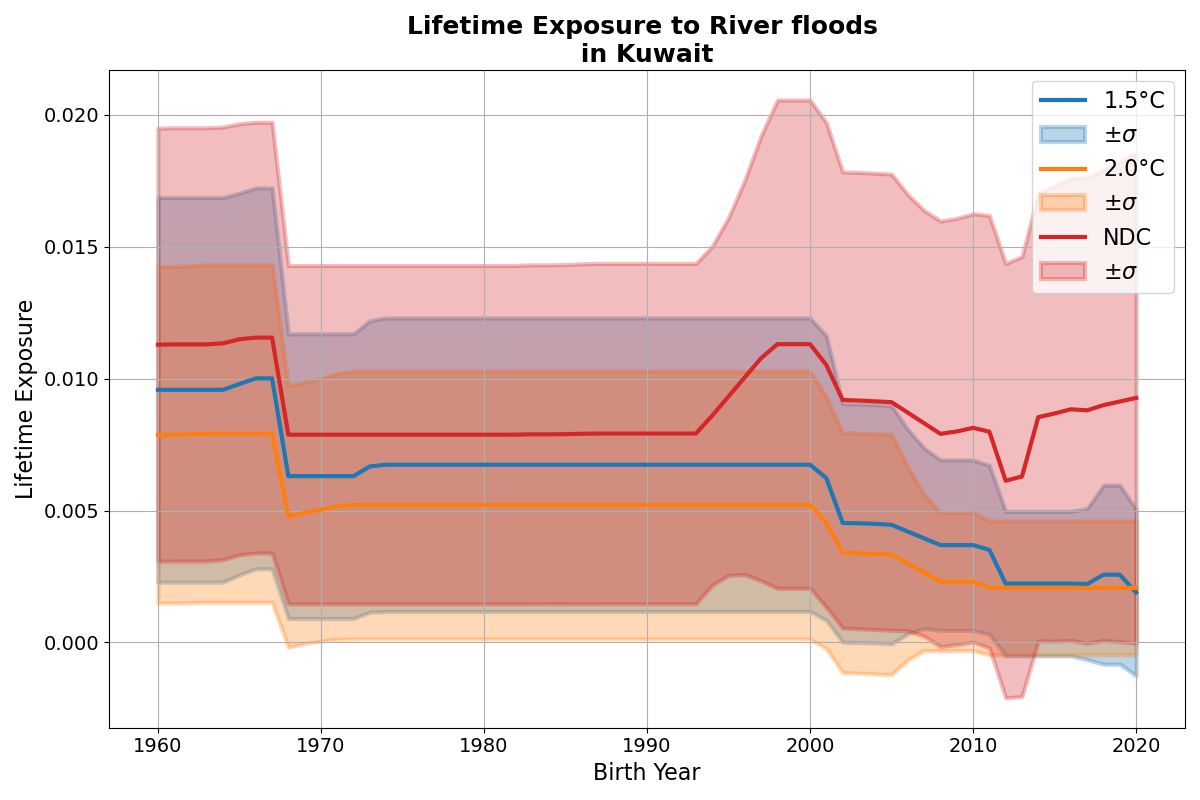 Lifetime Exposure to River floods
in Kuwait
Lifetime Exposure
0.020
0.015
0.010
0.005
0.000
1960
1970
1980
1990
2000
2010
2020
Birth Year
1.5°C
±σ
2.0°C
±σ
NDC
±σ